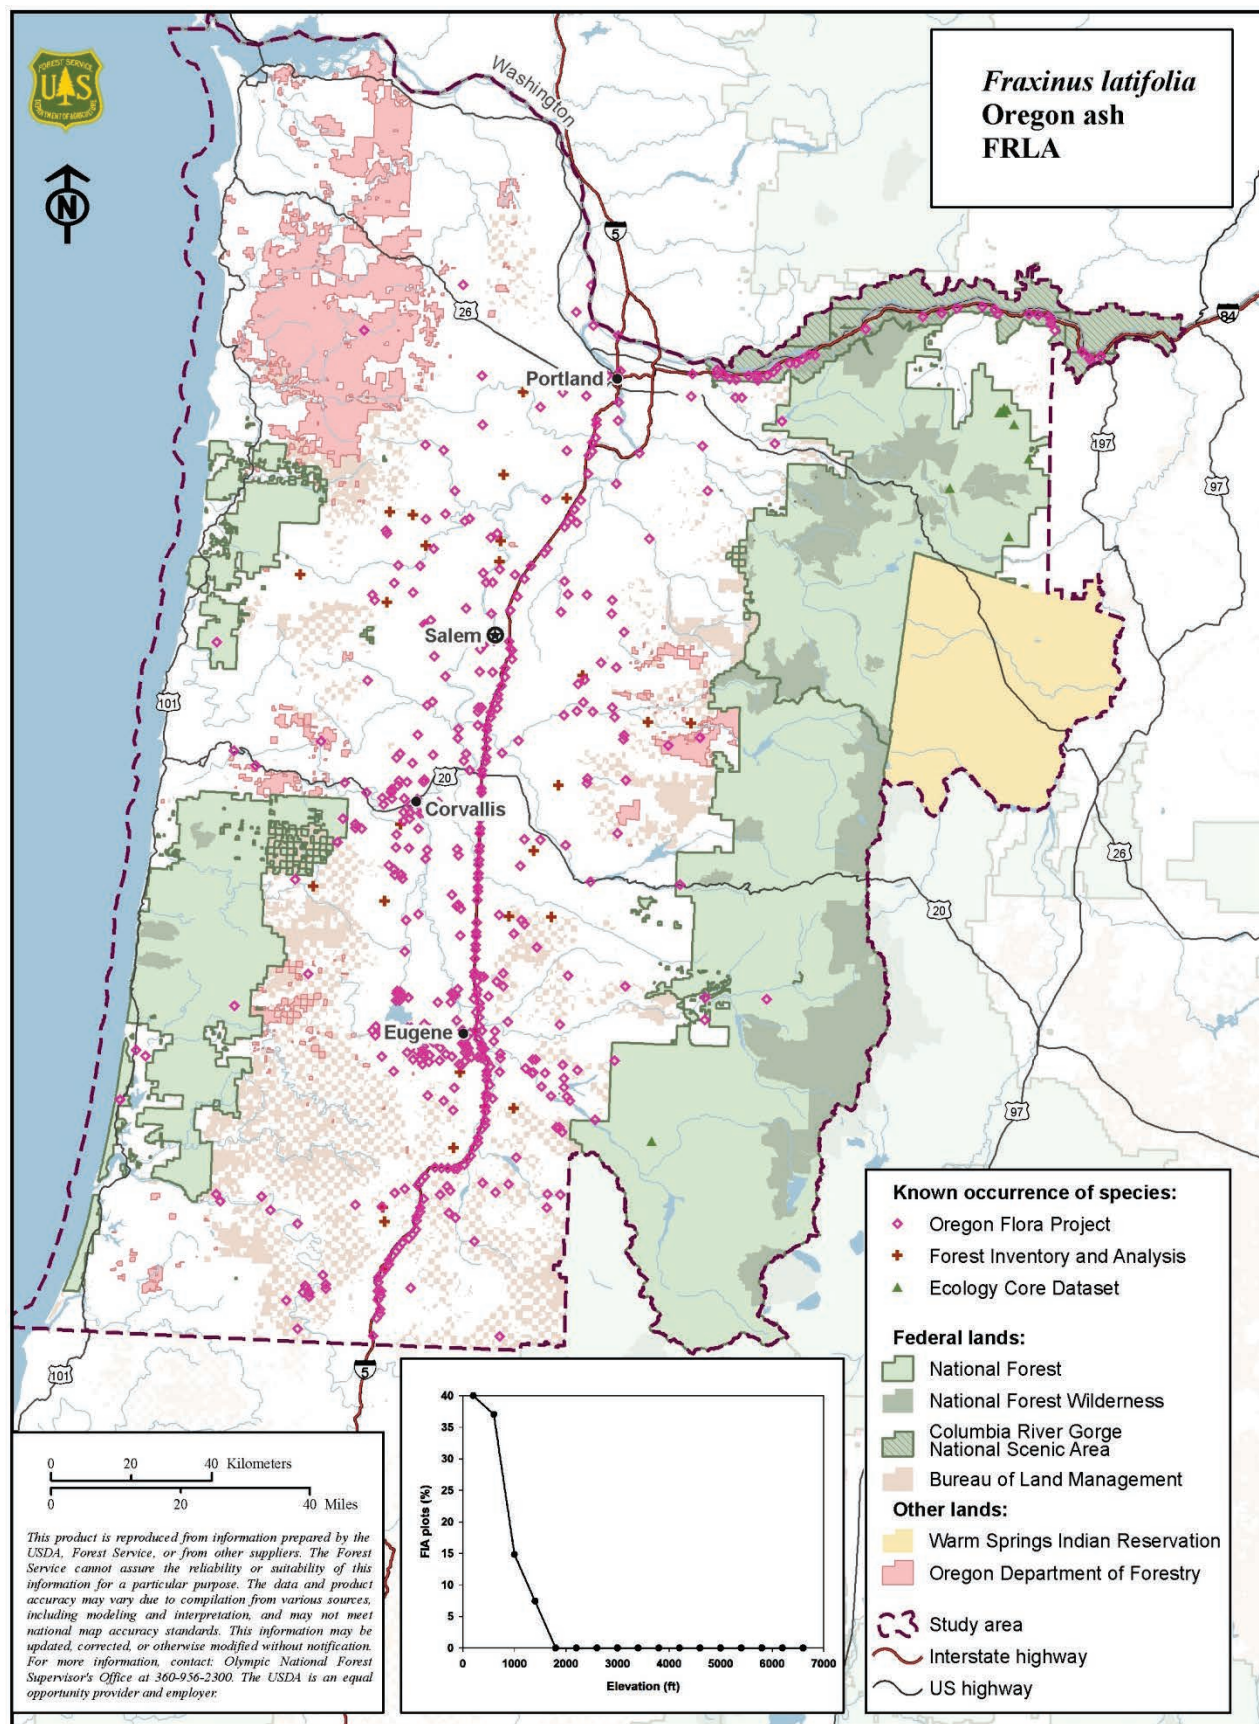 FOREST SERVICE
U S
DEPARTMENT OF AGRICULTURE
N
Washington
Fraxinus latifolia
Oregon ash
FRLA
5
84
26
Portland
197
97
Salem
101
20
Corvallis
26
20
Eugene
97
101
5
Known occurrence of species:
Oregon Flora Project
Forest Inventory and Analysis
Ecology Core Dataset
Federal lands:
National Forest
National Forest Wilderness
Columbia River Gorge
National Scenic Area
Bureau of Land Management
Other lands:
Warm Springs Indian Reservation
Oregon Department of Forestry
Study area
Interstate highway
US highway
0 20 40 Kilometers
0 20 40 Miles
This product is reproduced from information prepared by the
USDA, Forest Service, or from other suppliers. The Forest
Service cannot assure the reliability or suitability of this
information for a particular purpose. The data and product
accuracy may vary due to compilation from various sources,
including modeling and interpretation, and may not meet
national map accuracy standards. This information may be
updated, corrected, or otherwise modified without notification.
For more information, contact: Olympic National Forest
Supervisor's Office at 360-956-2300. The USDA is an equal
opportunity provider and employer.
40
35
30
25
20
15
10
5
0
FIA plots (%)
0 1000 2000 3000 4000 5000 6000 7000
Elevation (ft)